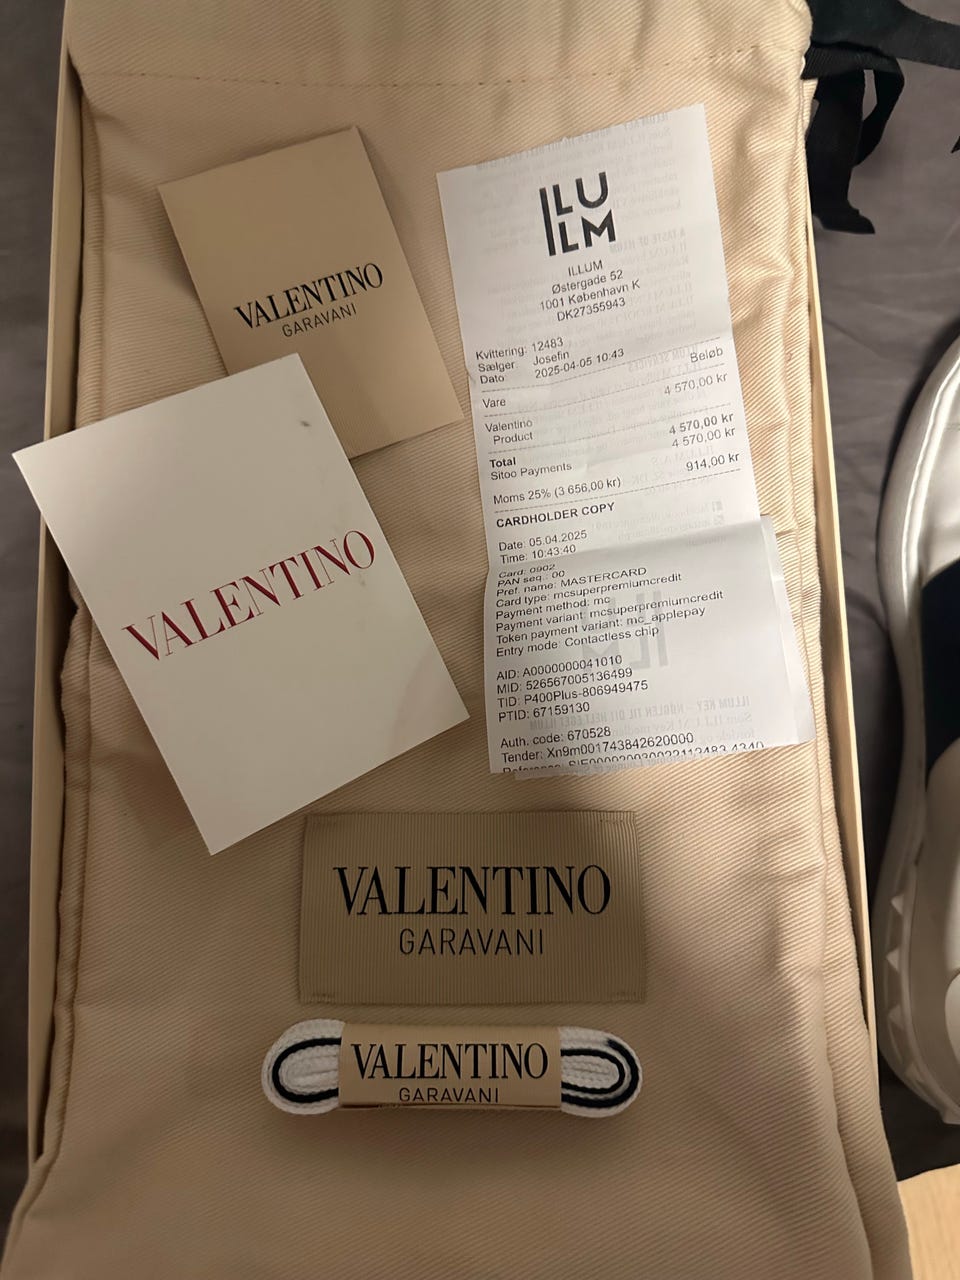 VALENTINO
GARAVANI
VALENTINO
ILLUM
ILLUM
Østergade 52
1001 København K
DK27355943
Kvittering: 12483
Sælger: Josefin
Dato 2025-04-05 10:43
Vare Beløb
Valentino 4 570,00 kr
Product
Total 4 570,00 kr
Sitoo Payments 4 570,00 kr
Moms 25% (3 656,00 kr) 914,00 kr
CARDHOLDER COPY
Date: 05.04.2025
Time: 10:43:40
Card: 0902
PAN seq.: 00
Pref. name: MASTERCARD
Card type: mcsuperpremiumcredit
Payment method: mc
Payment variant: mcsuperpremiumcredit
Token payment variant: mc_applepay
Entry mode: Contactless chip
AID: A0000000041010
MID: 526567005136499
TID: P400Plus-806949475
PTID: 67159130
Auth. code: 670528
Tender: Xn9m001743842620000
VALENTINO
GARAVANI
VALENTINO
GARAVANI